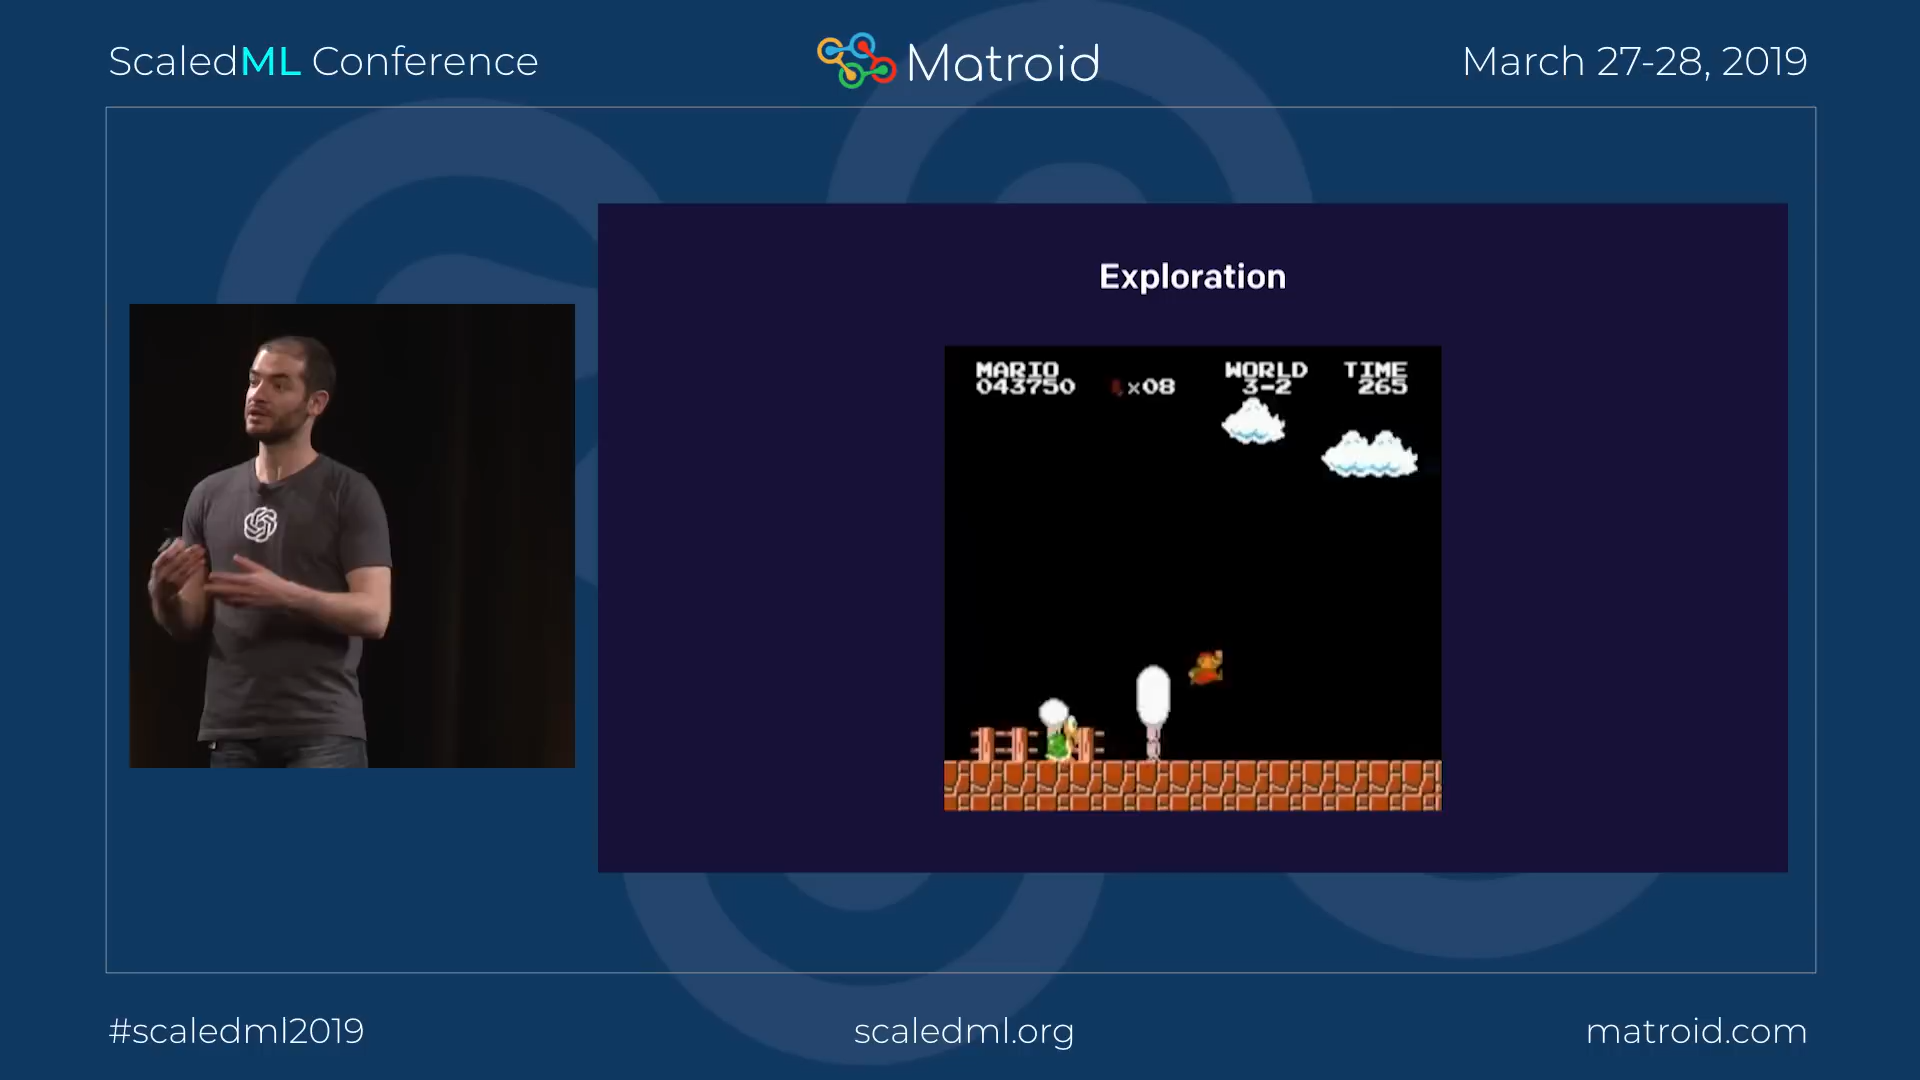 ScaledML Conference
Matroid
March 27-28, 2019
Exploration
MARIO WORLD TIME
043750 ×08 3-2 265
#scaledml2019
scaledml.org
matroid.com